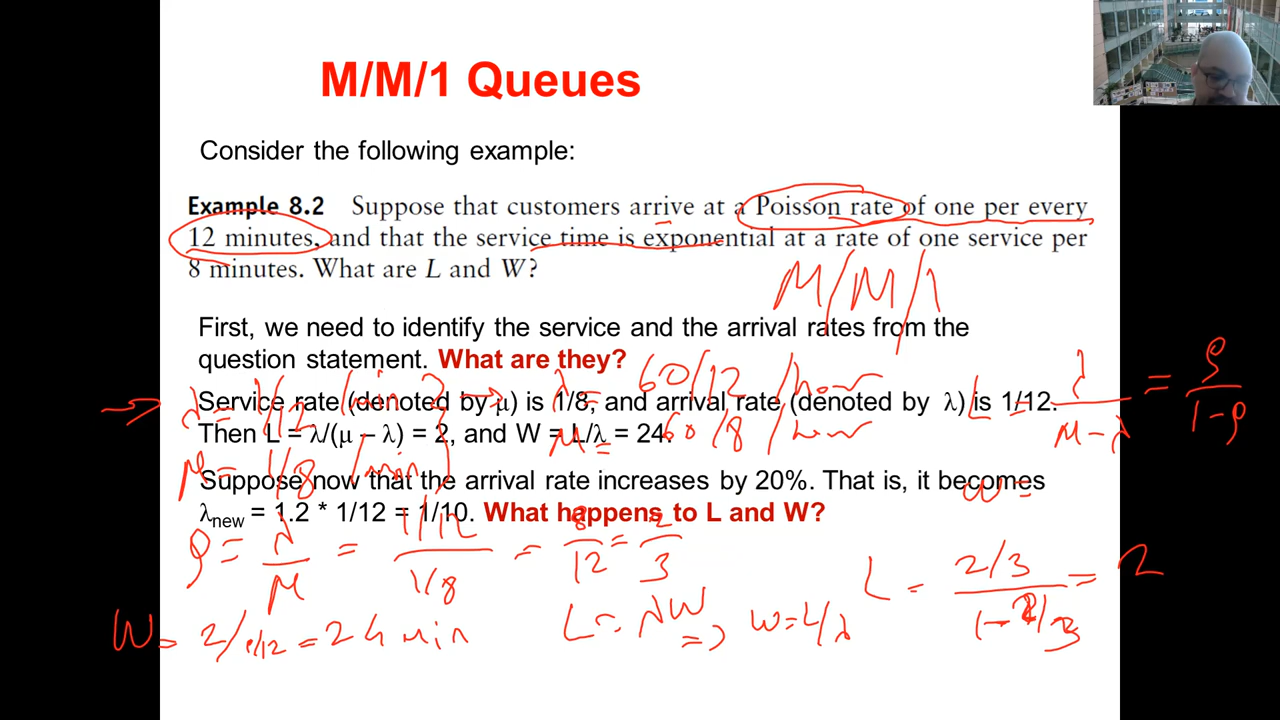 M/M/1 Queues
Consider the following example:
Example 8.2 Suppose that customers arrive at a Poisson rate of one per every
12 minutes, and that the service time is exponential at a rate of one service per
8 minutes. What are L and W?
M/M/1
First, we need to identify the service and the arrival rates from the
question statement. What are they?
λ = 1/12 /min } → λ = 60/12 /hour
L = λ/(μ-λ) = ρ/(1-ρ)
Service rate (denoted by μ) is 1/8, and arrival rate (denoted by λ) is 1/12.
Then L = λ/(μ – λ) = 2, and W = L/λ = 24.
μ = 1/8 /min
μ = 60/8 /hour
Suppose now that the arrival rate increases by 20%. That is, it becomes
W =
λnew = 1.2 * 1/12 = 1/10. What happens to L and W?
ρ = λ/μ = (1/12)/(1/8) = 8/12 = 2/3
L = (2/3)/(1-2/3) = 2
W = 2/1/12 = 24 min
L = λW => W = L/λ